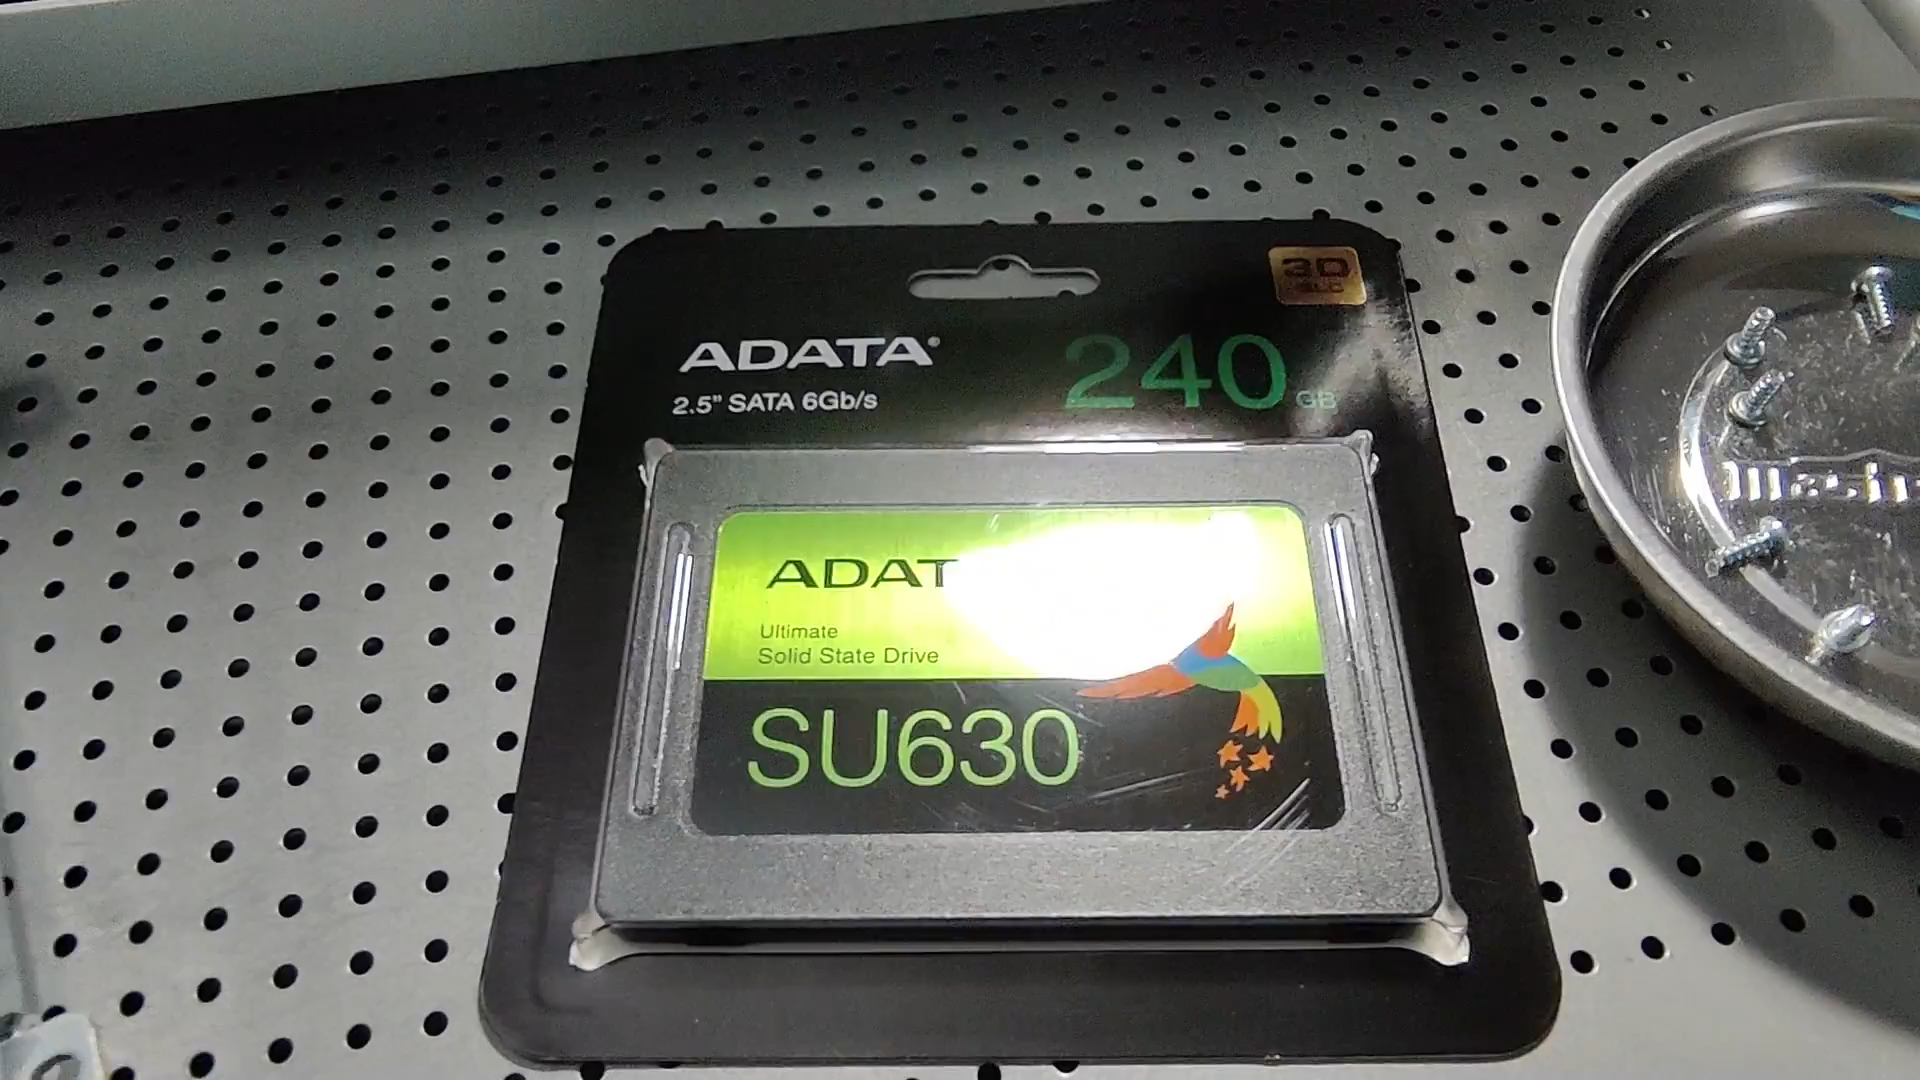 3D
ADATA®
240 GB
2.5" SATA 6Gb/s
ADAT
Ultimate
Solid State Drive
SU630